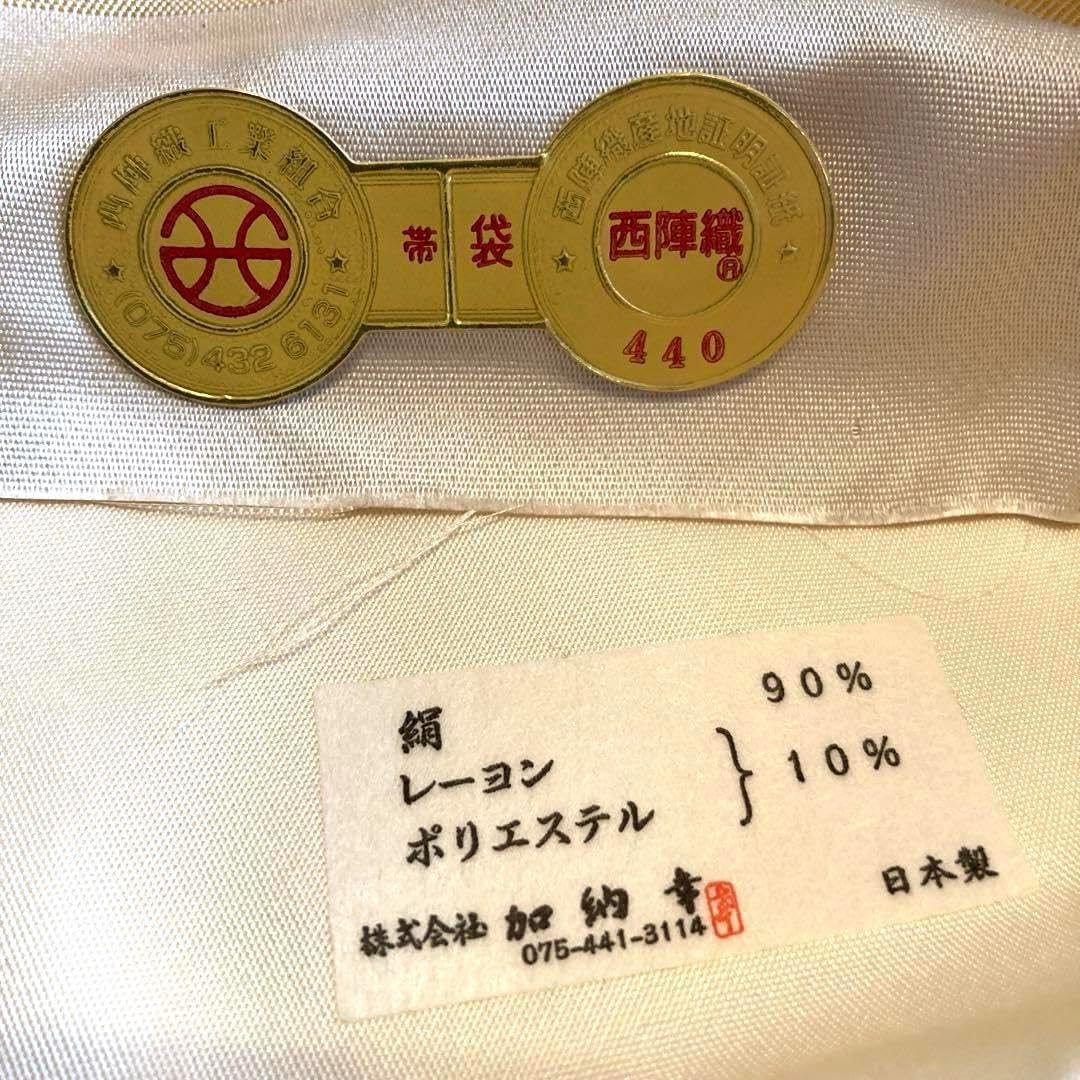 西陣織工業組合
(075)432 6131
帯
袋
西陣織産地証明証紙
西陣織
R
440
絹 90%
レーヨン
ポリエステル } 10%
株式会社 加納幸
075-441-3114
日本製